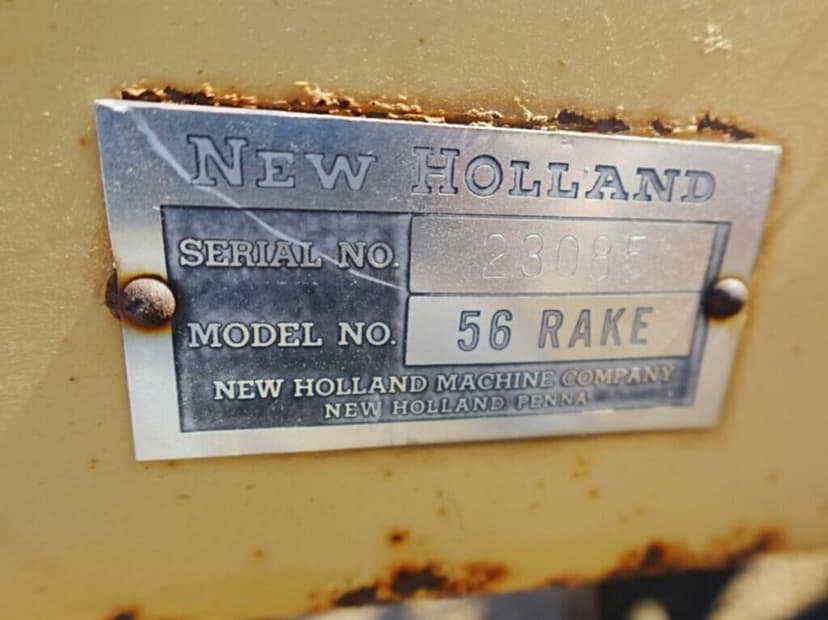 NEW HOLLAND
SERIAL NO. 23085
MODEL NO. 56 RAKE
NEW HOLLAND MACHINE COMPANY
NEW HOLLAND PENNA